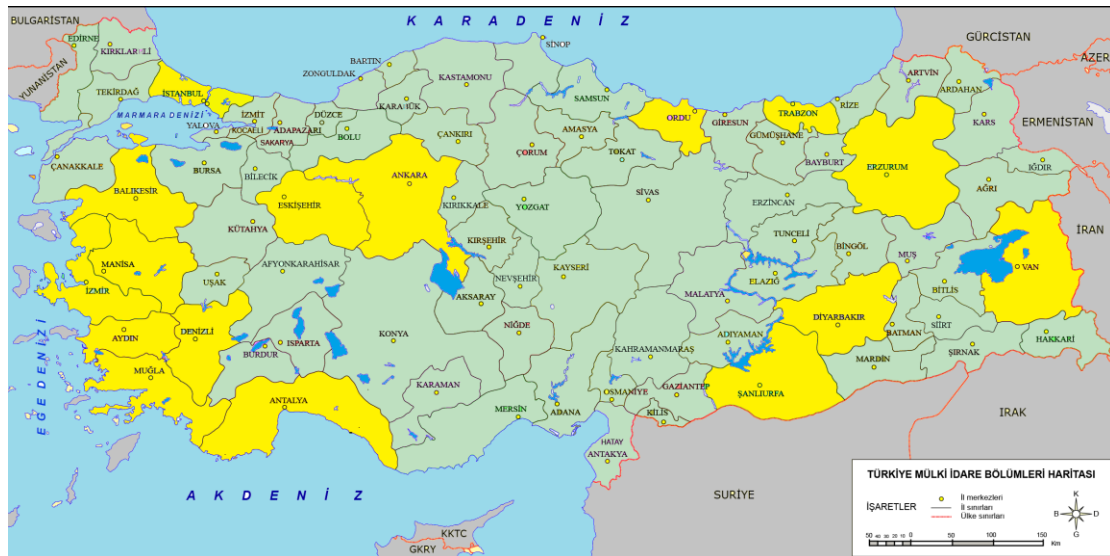 BULGARİSTAN
K A R A D E N İ Z
GÜRCİSTAN
EDİRNE
KIRKLARELİ
YUNANİSTAN
SİNOP
BARTIN
ZONGULDAK
KASTAMONU
ARTVİN
ARDAHAN
AZER
TEKİRDAĞ
İSTANBUL
KARABÜK
SAMSUN
ORDU
GİRESUN
TRABZON
RİZE
KARS
ERMENİSTAN
MARMARA DENİZİ
YALOVA
İZMİT
KOCAELİ
ADAPAZARI
SAKARYA
DÜZCE
BOLU
ÇANKIRI
ÇORUM
AMASYA
TOKAT
GÜMÜŞHANE
BAYBURT
ERZURUM
IĞDIR
ÇANAKKALE
BURSA
BİLECİK
BALIKESİR
ESKİŞEHİR
ANKARA
KIRIKKALE
YOZGAT
SİVAS
ERZİNCAN
AĞRI
KÜTAHYA
KIRŞEHİR
TUNCELİ
BİNGÖL
MUŞ
İRAN
MANİSA
İZMİR
UŞAK
AFYONKARAHİSAR
NEVŞEHİR
KAYSERİ
ELAZIĞ
VAN
BİTLİS
AKSARAY
MALATYA
E G E D E N İ Z İ
AYDIN
DENİZLİ
BURDUR
ISPARTA
KONYA
NİĞDE
ADIYAMAN
DİYARBAKIR
BATMAN
SİİRT
HAKKARİ
MUĞLA
KAHRAMANMARAŞ
MARDİN
ŞIRNAK
ANTALYA
KARAMAN
MERSİN
ADANA
OSMANİYE
GAZİANTEP
KİLİS
ŞANLIURFA
HATAY
ANTAKYA
IRAK
A K D E N İ Z
SURİYE
KKTC
GKRY
TÜRKİYE MÜLKİ İDARE BÖLÜMLERİ HARİTASI
İŞARETLER
İl merkezleri
İl sınırları
Ülke sınırları
K
B
D
G
50 40 30 20 10 0 50 100 150
Km